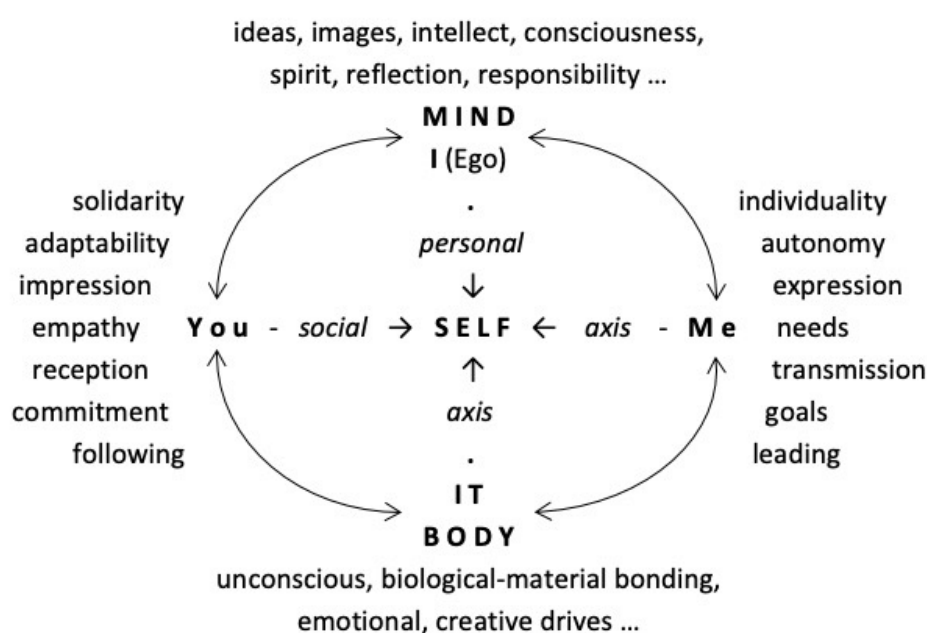 ideas, images, intellect, consciousness,
spirit, reflection, responsibility ...
MIND
I (Ego)
.
solidarity individuality
adaptability personal autonomy
impression ↓ expression
empathy You - social → SELF ← axis - Me needs
reception ↑ transmission
commitment axis goals
following . leading
IT
BODY
unconscious, biological-material bonding,
emotional, creative drives ...